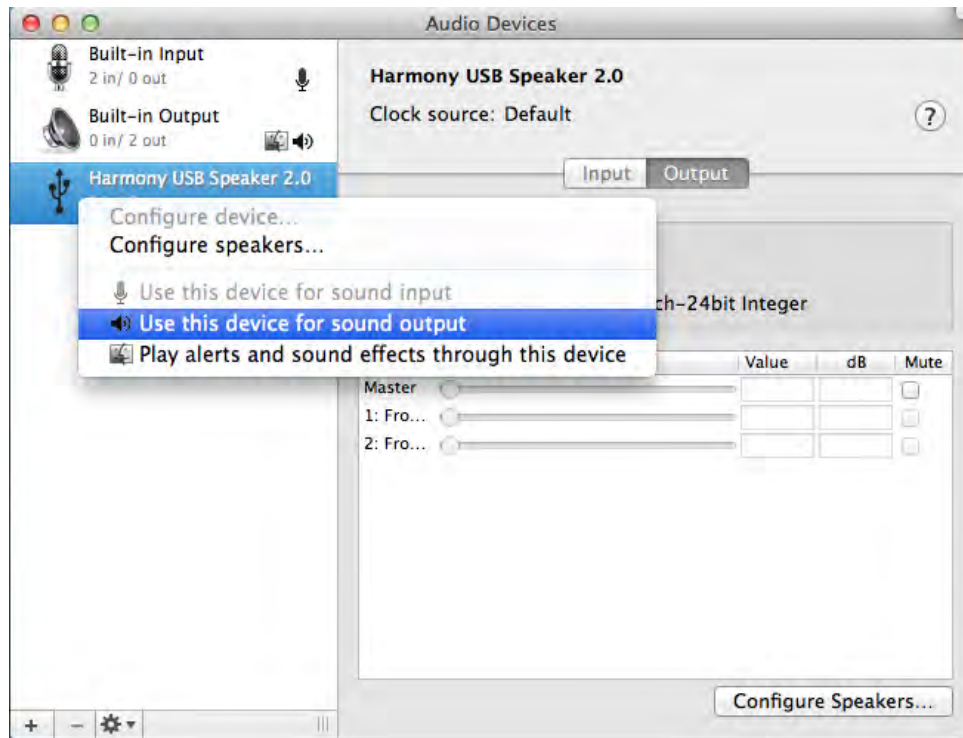 Audio Devices
Built-in Input
2 in/ 0 out
Built-in Output
0 in/ 2 out
Harmony USB Speaker 2.0
Configure device...
Configure speakers...
Use this device for sound input
Use this device for sound output
Play alerts and sound effects through this device
Harmony USB Speaker 2.0
Clock source: Default
?
Input Output
ch-24bit Integer
Value dB Mute
Master
1: Fro...
2: Fro...
Configure Speakers...
+ -